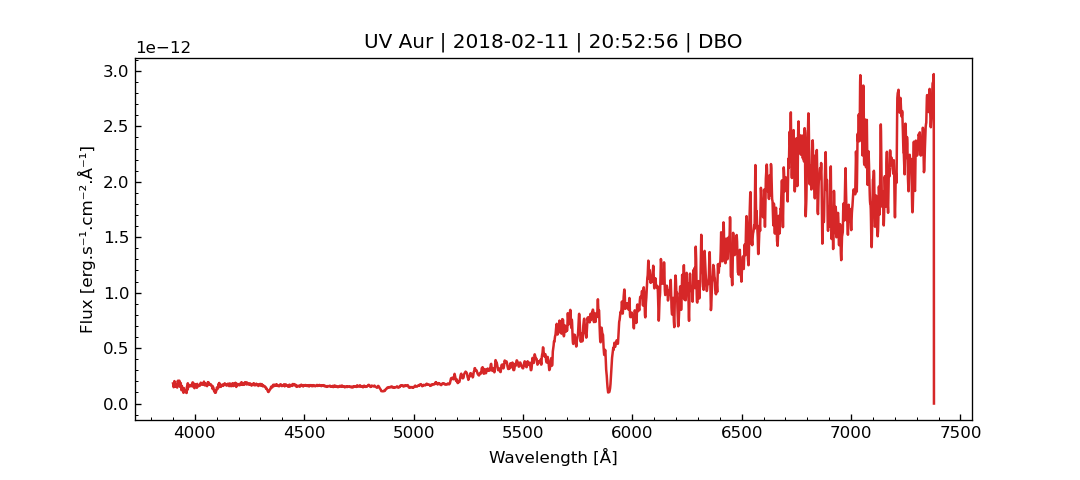 UV Aur | 2018-02-11 | 20:52:56 | DBO
1e−12
3.0
2.5
2.0
1.5
1.0
0.5
0.0
Flux [erg.s⁻¹.cm⁻².Å⁻¹]
4000 4500 5000 5500 6000 6500 7000 7500
Wavelength [Å]